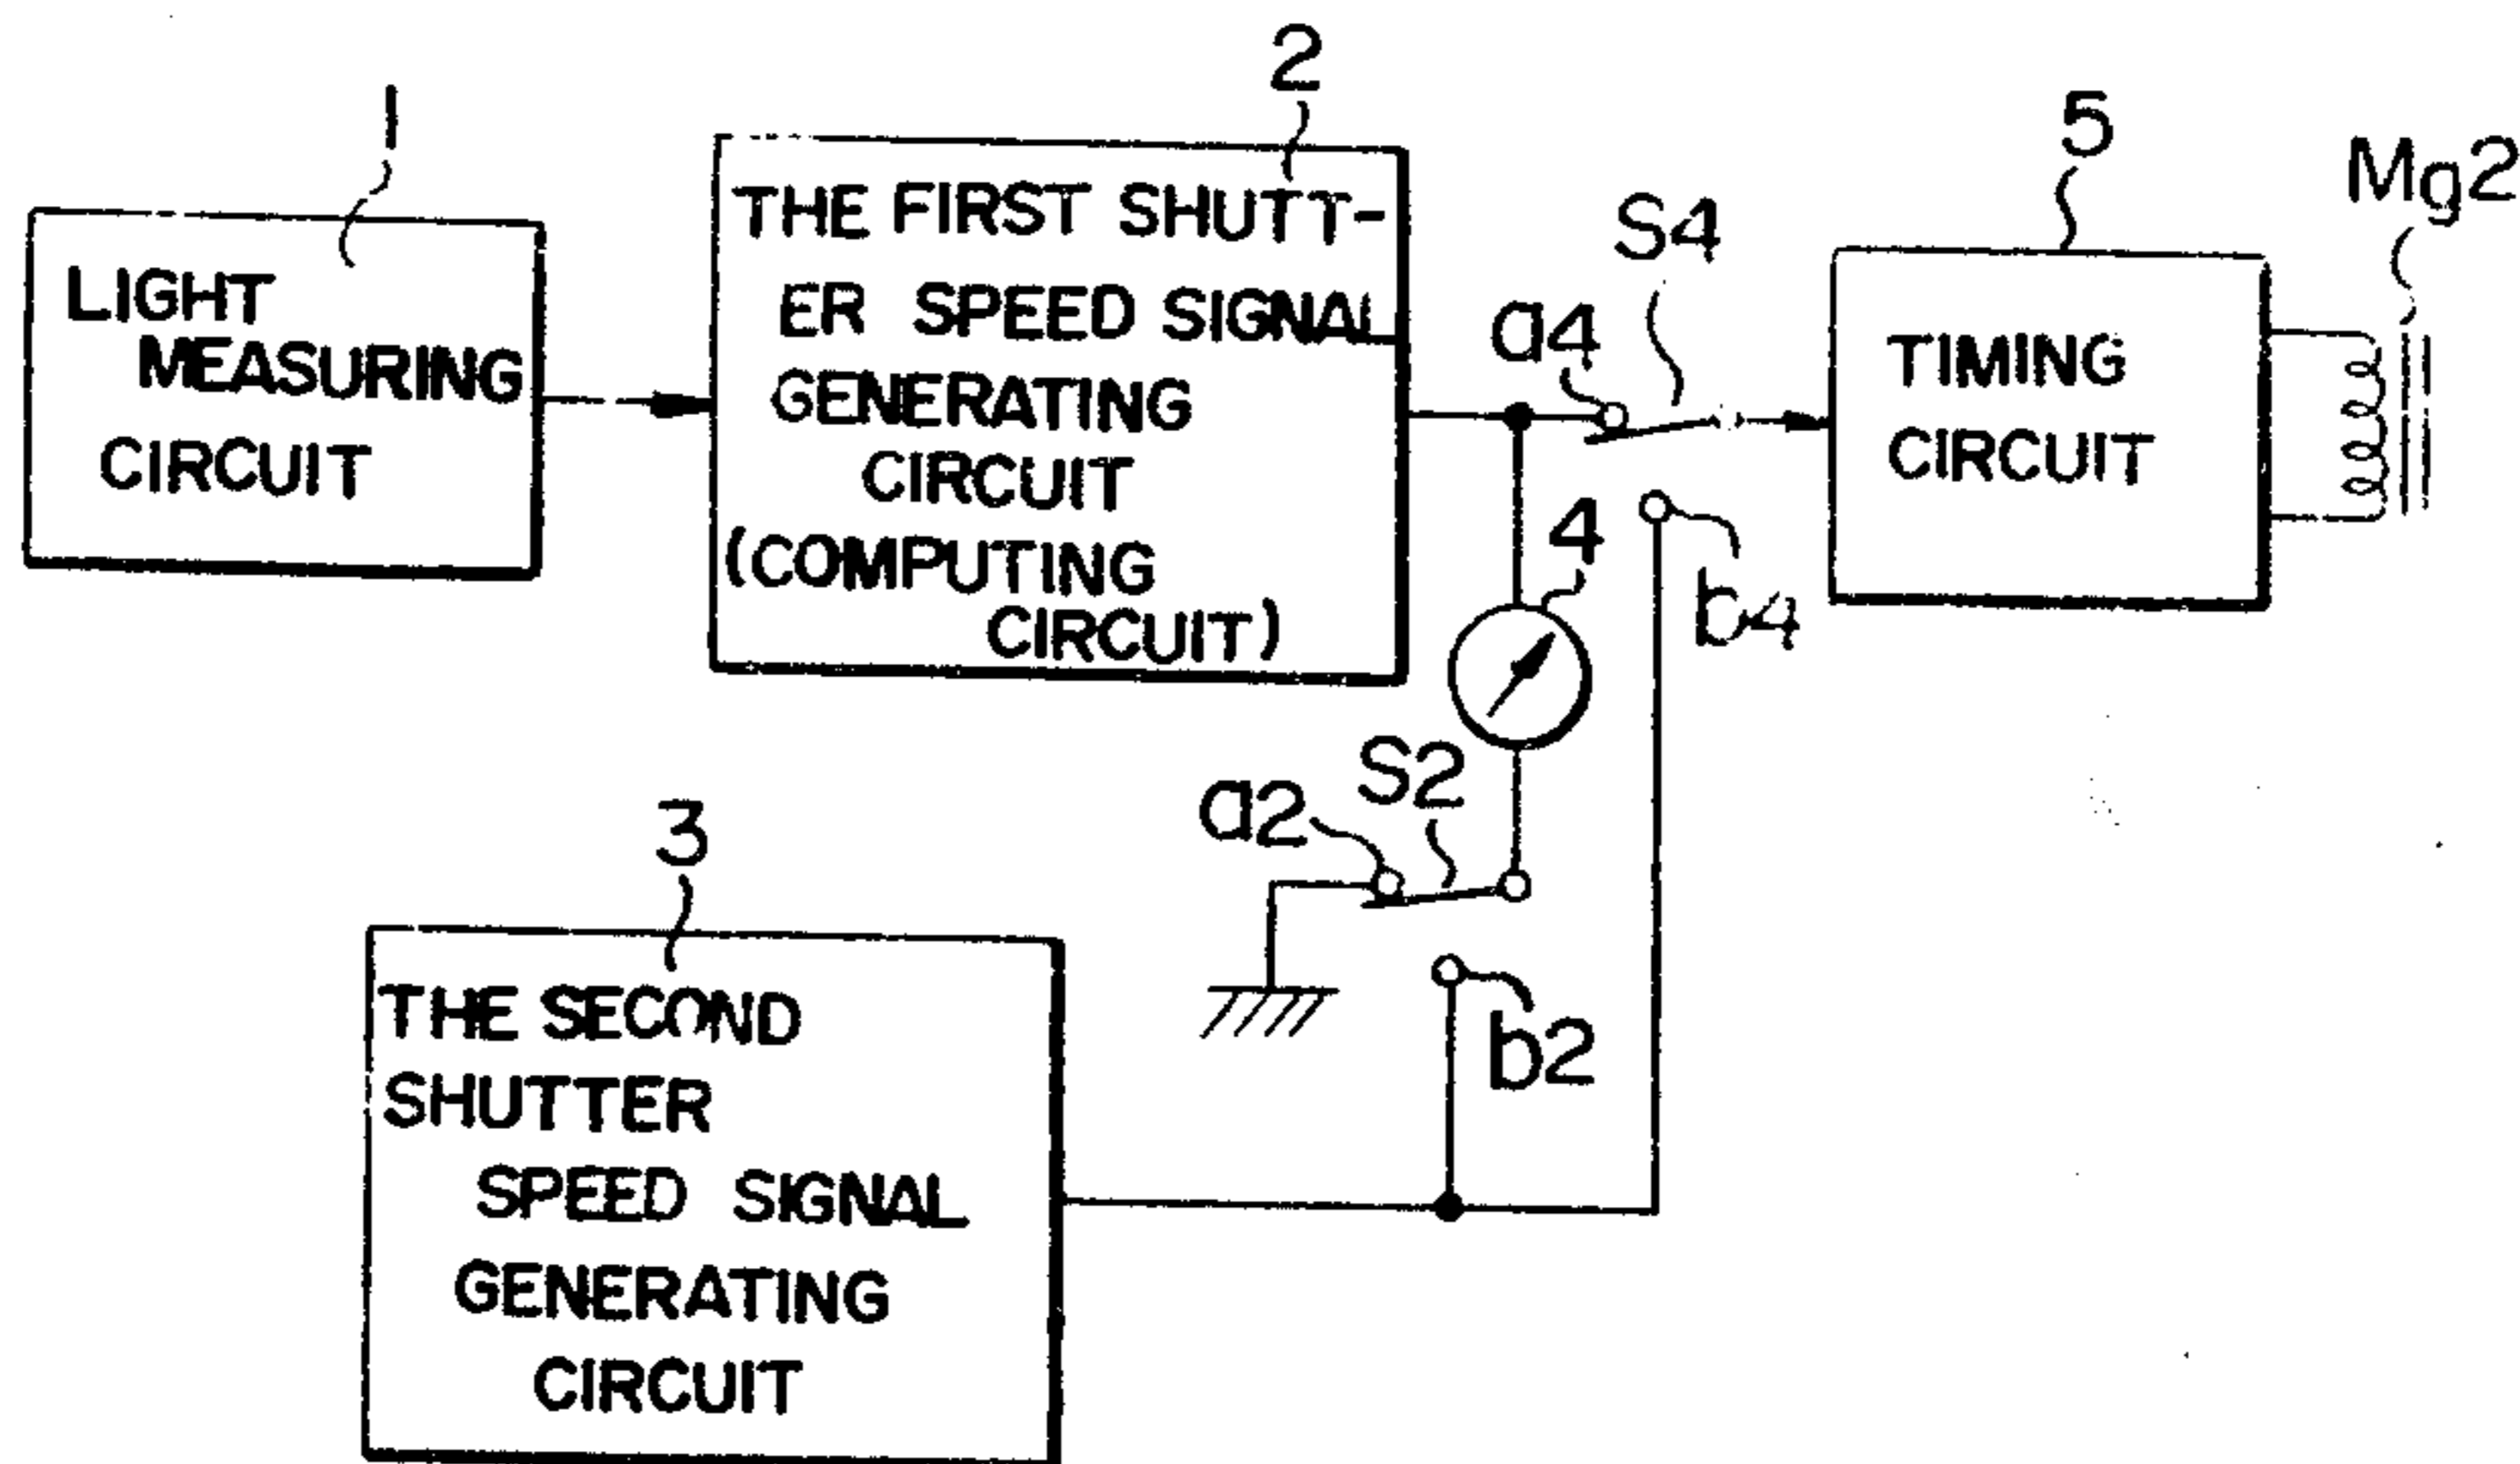 1
LIGHT
MEASURING
CIRCUIT
2
THE FIRST SHUTT-
ER SPEED SIGNAL
GENERATING
CIRCUIT
(COMPUTING
CIRCUIT)
S4
a4
b4
4
5
TIMING
CIRCUIT
Mg2
S2
a2
b2
3
THE SECOND
SHUTTER
SPEED SIGNAL
GENERATING
CIRCUIT